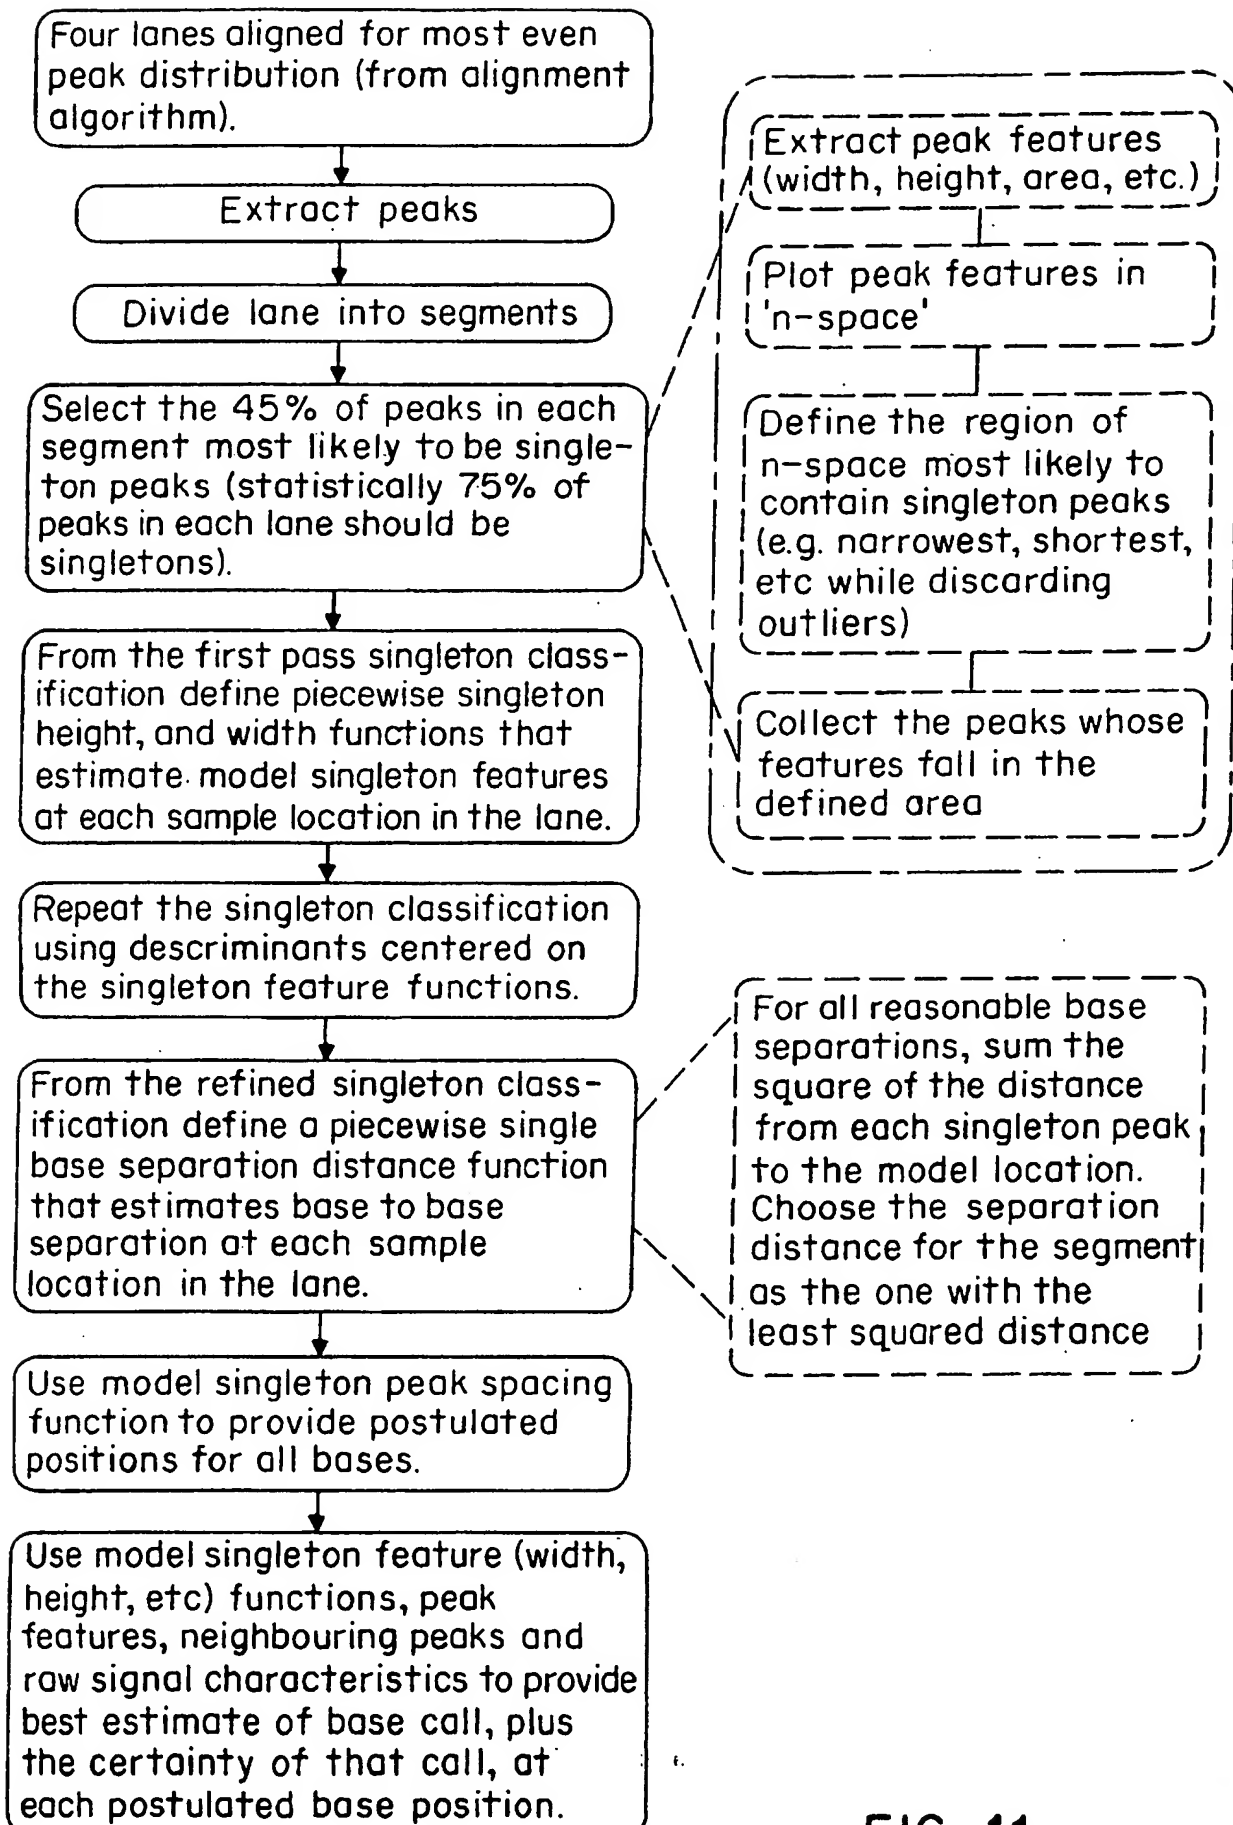 Four lanes aligned for most even
peak distribution (from alignment
algorithm).
Extract peaks
Divide lane into segments
Select the 45% of peaks in each
segment most likely to be single-
ton peaks (statistically 75% of
peaks in each lane should be
singletons).
From the first pass singleton class-
ification define piecewise singleton
height, and width functions that
estimate model singleton features
at each sample location in the lane.
Repeat the singleton classification
using descriminants centered on
the singleton feature functions.
From the refined singleton class-
ification define a piecewise single
base separation distance function
that estimates base to base
separation at each sample
location in the lane.
Use model singleton peak spacing
function to provide postulated
positions for all bases.
Use model singleton feature (width,
height, etc) functions, peak
features, neighbouring peaks and
raw signal characteristics to provide
best estimate of base call, plus
the certainty of that call, at
each postulated base position.
Extract peak features
(width, height, area, etc.)
Plot peak features in
'n-space'
Define the region of
n-space most likely to
contain singleton peaks
(e.g. narrowest, shortest,
etc while discarding
outliers)
Collect the peaks whose
features fall in the
defined area
For all reasonable base
separations, sum the
square of the distance
from each singleton peak
to the model location.
Choose the separation
distance for the segment
as the one with the
least squared distance
FIG. 11